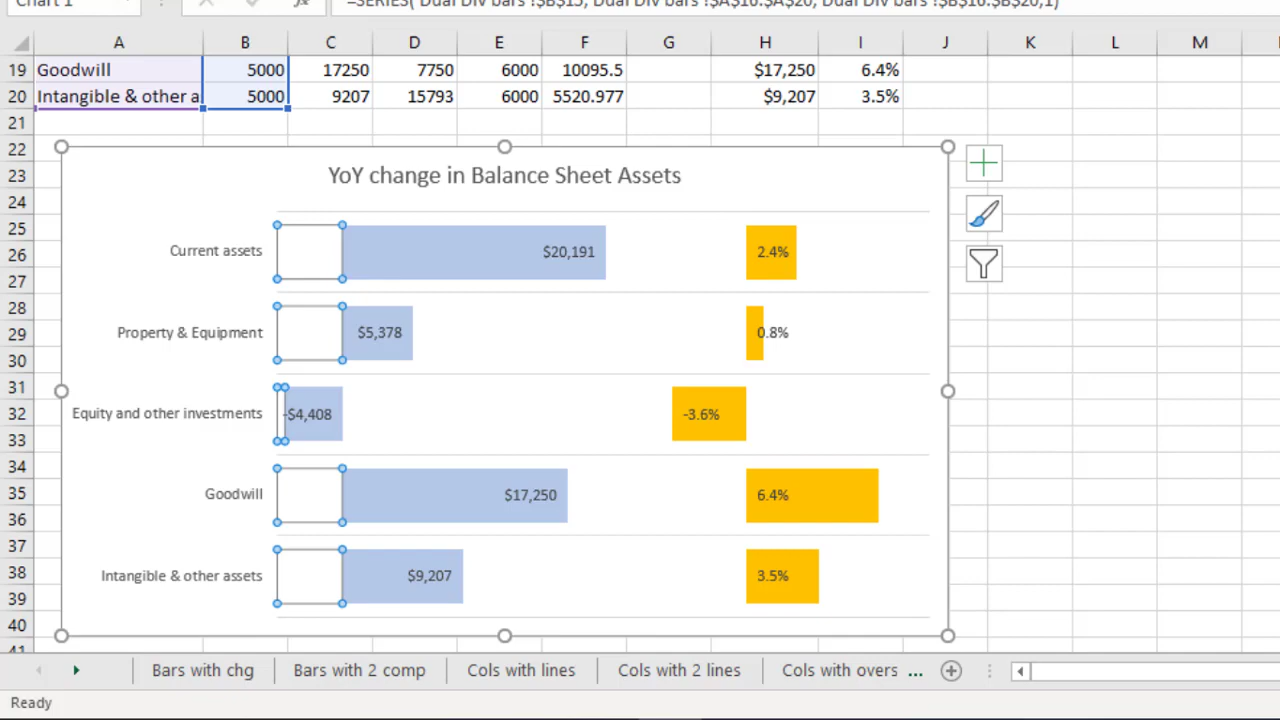 Chart 1 =SERIES('Dual Div bars'!$B$15,'Dual Div bars'!$A$16:$A$20,'Dual Div bars'!$B$16:$B$20,1)
A B C D E F G H I J K L M
19 Goodwill 5000 17250 7750 6000 10095.5 $17,250 6.4%
20 Intangible & other a 5000 9207 15793 6000 5520.977 $9,207 3.5%
21
22
23 YoY change in Balance Sheet Assets
24
25
26 Current assets $20,191 2.4%
27
28
29 Property & Equipment $5,378 0.8%
30
31
32 Equity and other investments -$4,408 -3.6%
33
34
35 Goodwill $17,250 6.4%
36
37
38 Intangible & other assets $9,207 3.5%
39
40
41
Bars with chg Bars with 2 comp Cols with lines Cols with 2 lines Cols with overs ...
Ready